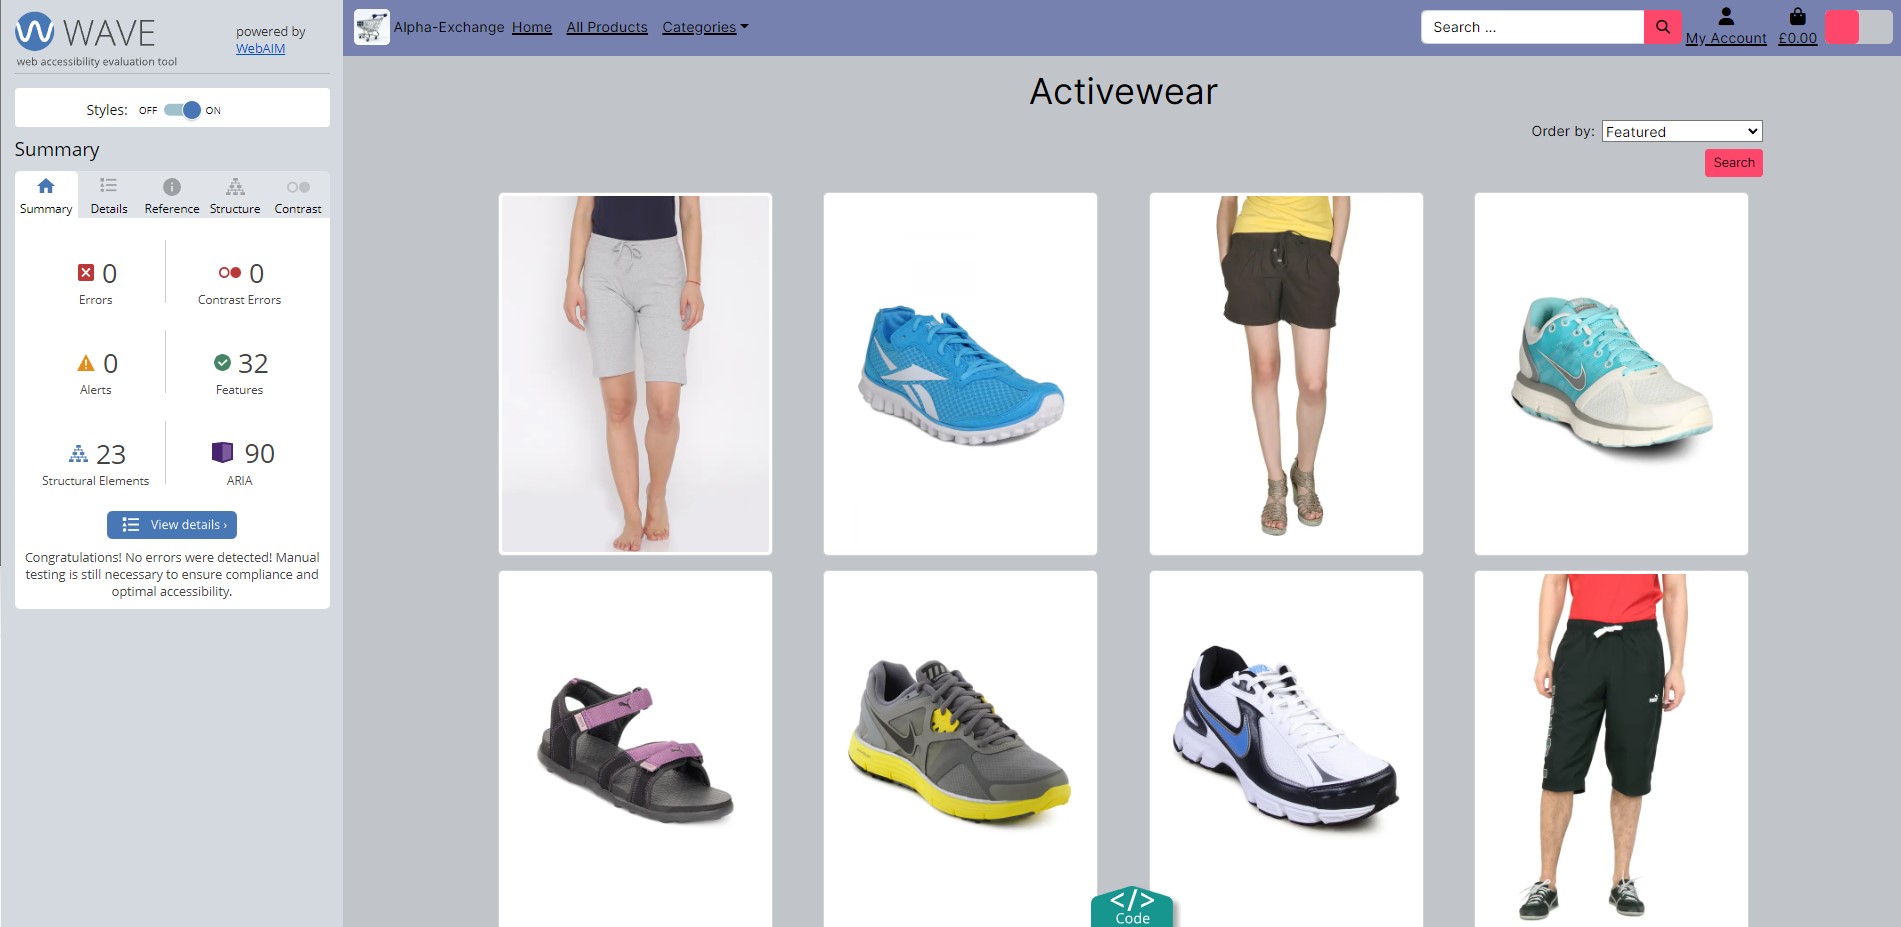 WAVE
web accessibility evaluation tool
powered by
WebAIM
Styles: OFF ON
Summary
Summary Details Reference Structure Contrast
0
Errors
0
Contrast Errors
0
Alerts
32
Features
23
Structural Elements
90
ARIA
View details ›
Congratulations! No errors were detected! Manual
testing is still necessary to ensure compliance and
optimal accessibility.
Alpha-Exchange Home All Products Categories
Search ...
My Account £0.00
Activewear
Order by: Featured
Search
</>
Code